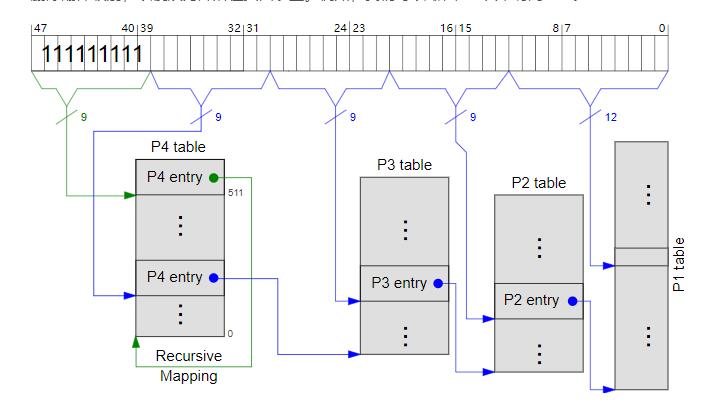 47 40 39 32 31 24 23 16 15 8 7 0
111111111
9 9 9 9 12
P4 table
P4 entry
511
P4 entry
0
Recursive
Mapping
P3 table
P3 entry
P2 table
P2 entry
P1 table